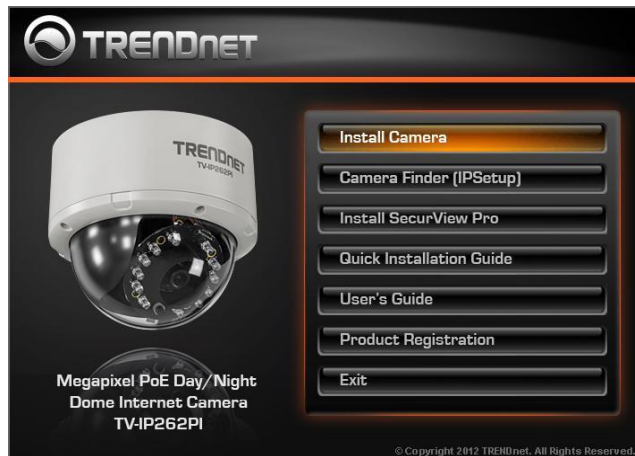 TRENDNET
TRENDNET
TV-IP262PI
Megapixel PoE Day/Night
Dome Internet Camera
TV-IP262PI
Install Camera
Camera Finder (IPSetup)
Install SecurView Pro
Quick Installation Guide
User's Guide
Product Registration
Exit
© Copyright 2012 TRENDnet. All Rights Reserved.